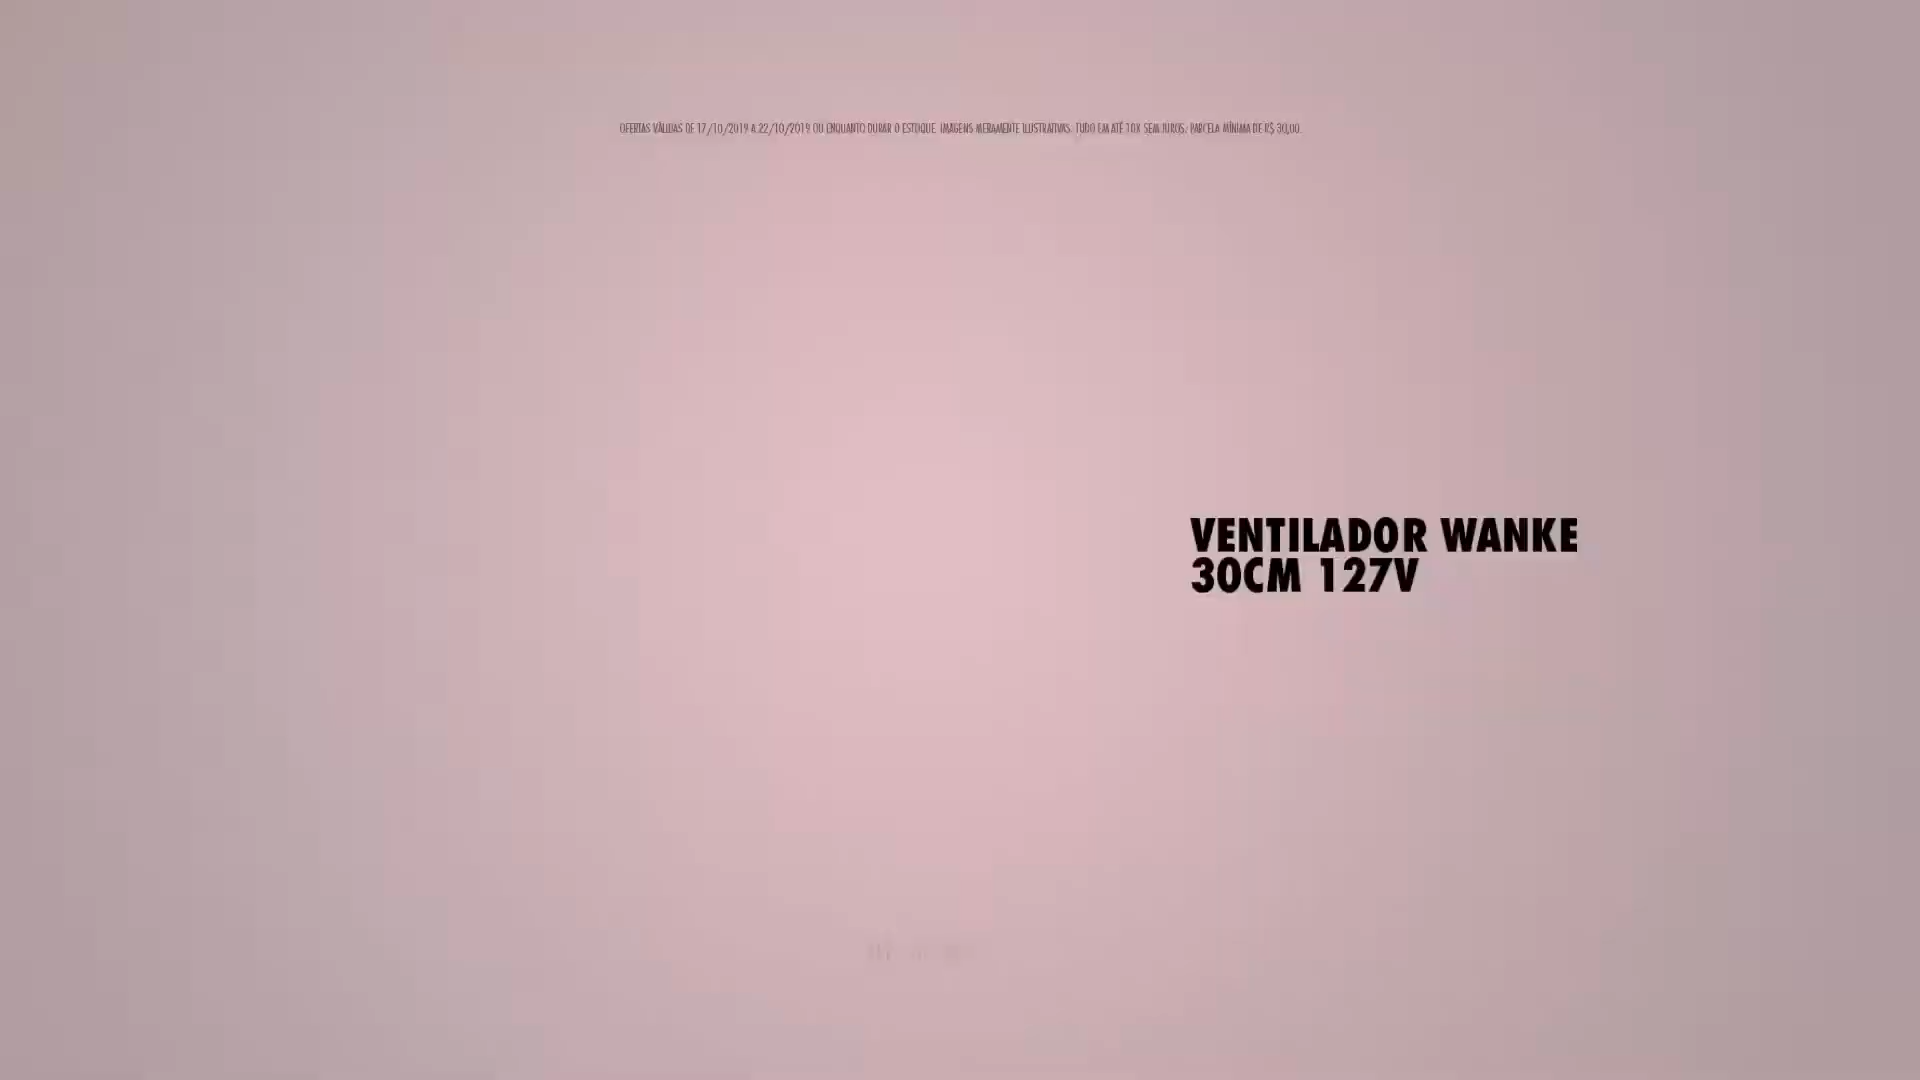 OFERTAS VÁLIDAS DE 17/10/2019 A 22/10/2019 OU ENQUANTO DURAR O ESTOQUE. IMAGENS MERAMENTE ILUSTRATIVAS. TUDO EM ATÉ 10X SEM JUROS. PARCELA MÍNIMA DE R$ 30,00.
VENTILADOR WANKE
30CM 127V